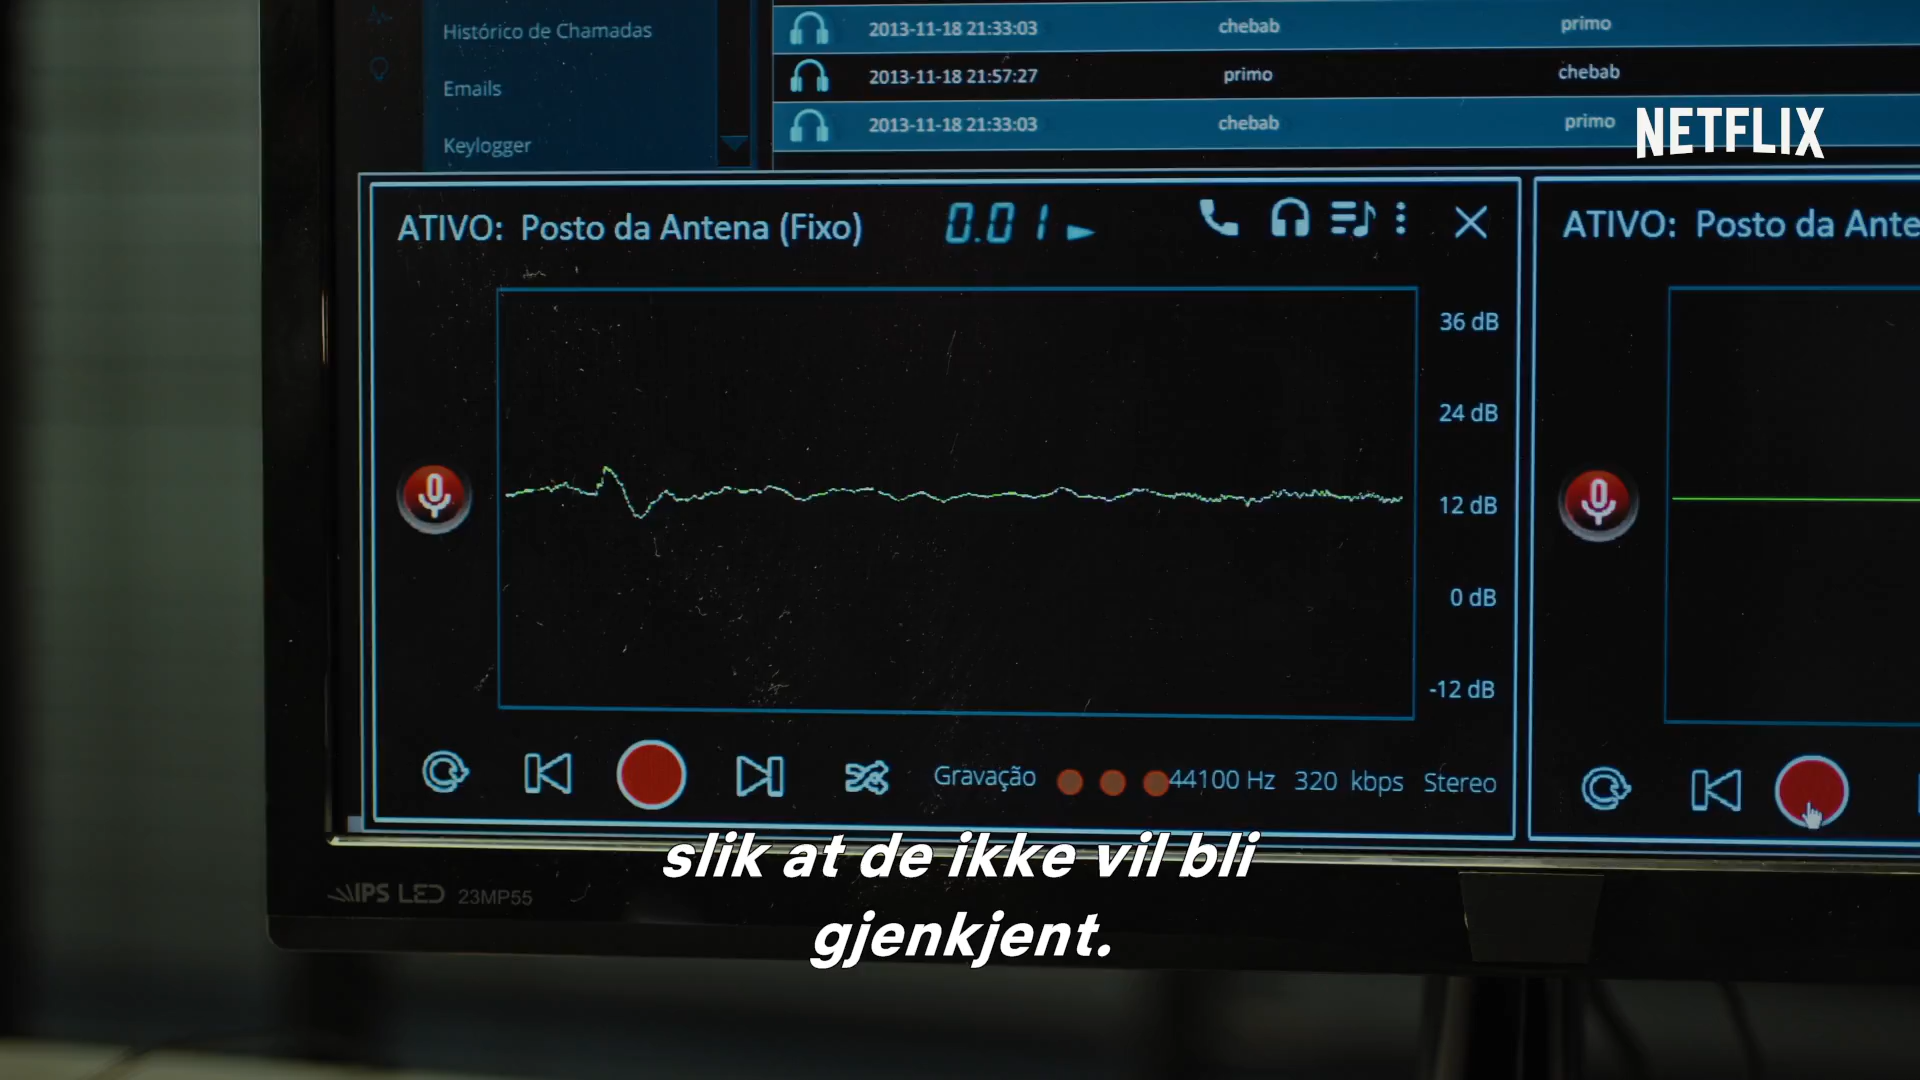 Histórico de Chamadas
Emails
Keylogger
2013-11-18 21:33:03 chebab primo
2013-11-18 21:57:27 primo chebab
2013-11-18 21:33:03 chebab primo
NETFLIX
ATIVO: Posto da Antena (Fixo) 0.01
ATIVO: Posto da Ante
36 dB
24 dB
12 dB
0 dB
-12 dB
Gravação 44100 Hz 320 kbps Stereo
slik at de ikke vil bli
gjenkjent.
IPS LED 23MP55